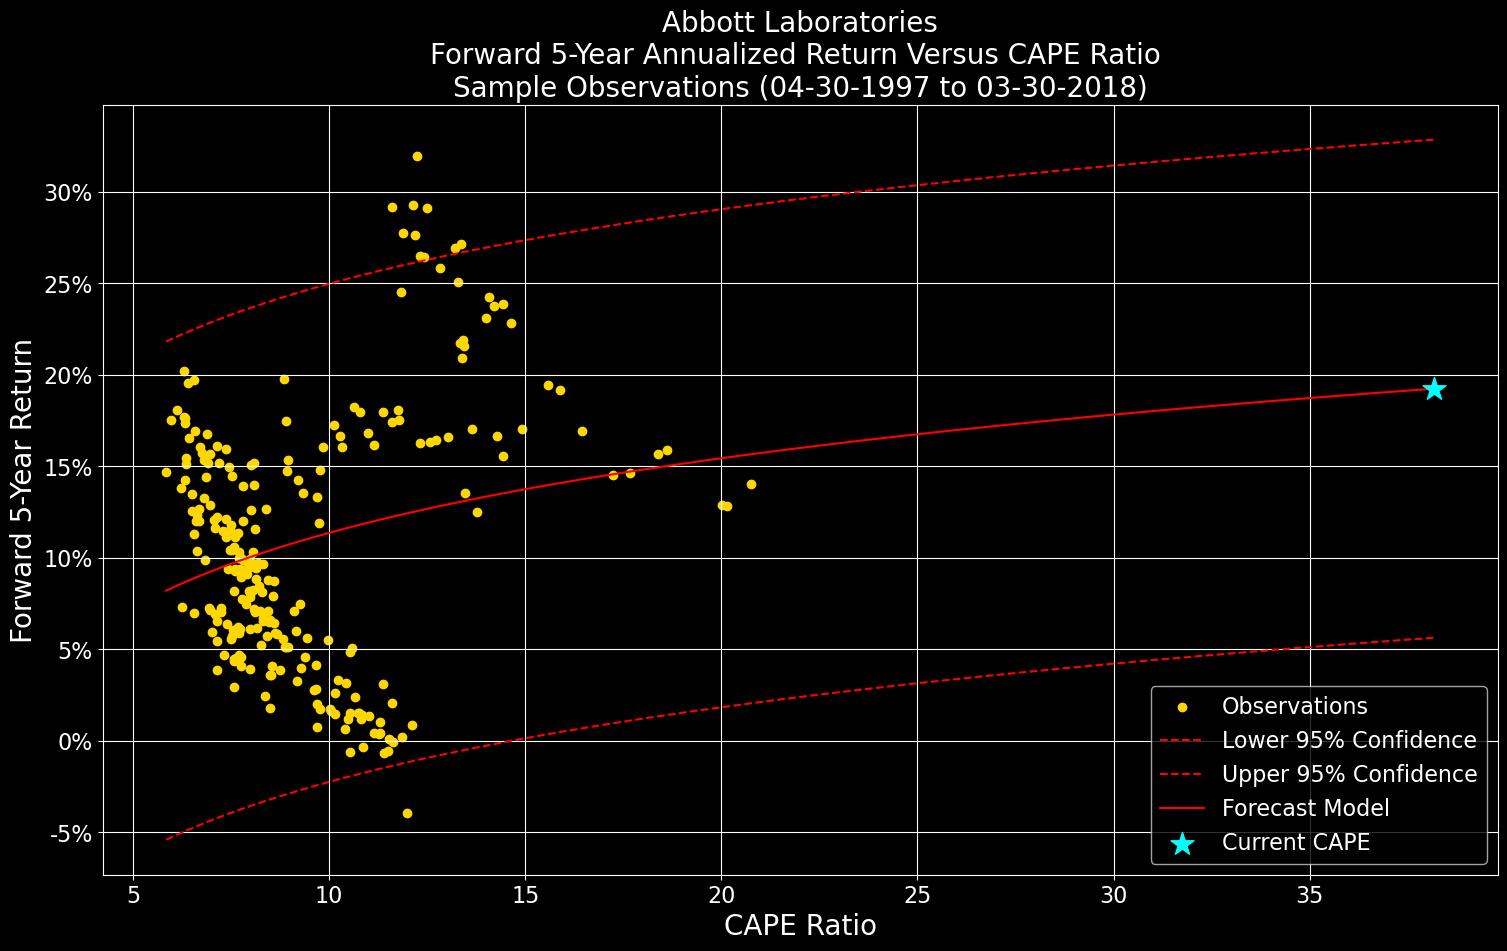 Abbott Laboratories
Forward 5-Year Annualized Return Versus CAPE Ratio
Sample Observations (04-30-1997 to 03-30-2018)
Forward 5-Year Return
30%
25%
20%
15%
10%
5%
0%
-5%
5 10 15 20 25 30 35
CAPE Ratio
Observations
Lower 95% Confidence
Upper 95% Confidence
Forecast Model
Current CAPE